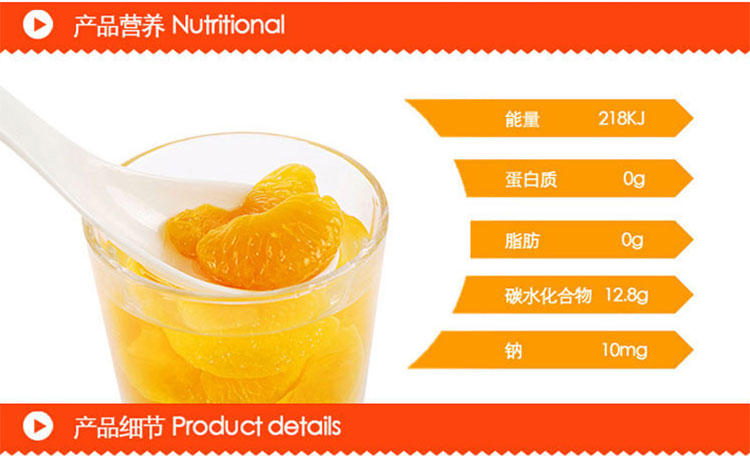 产品营养 Nutritional
能量 218KJ
蛋白质 0g
脂肪 0g
碳水化合物 12.8g
钠 10mg
产品细节 Product details